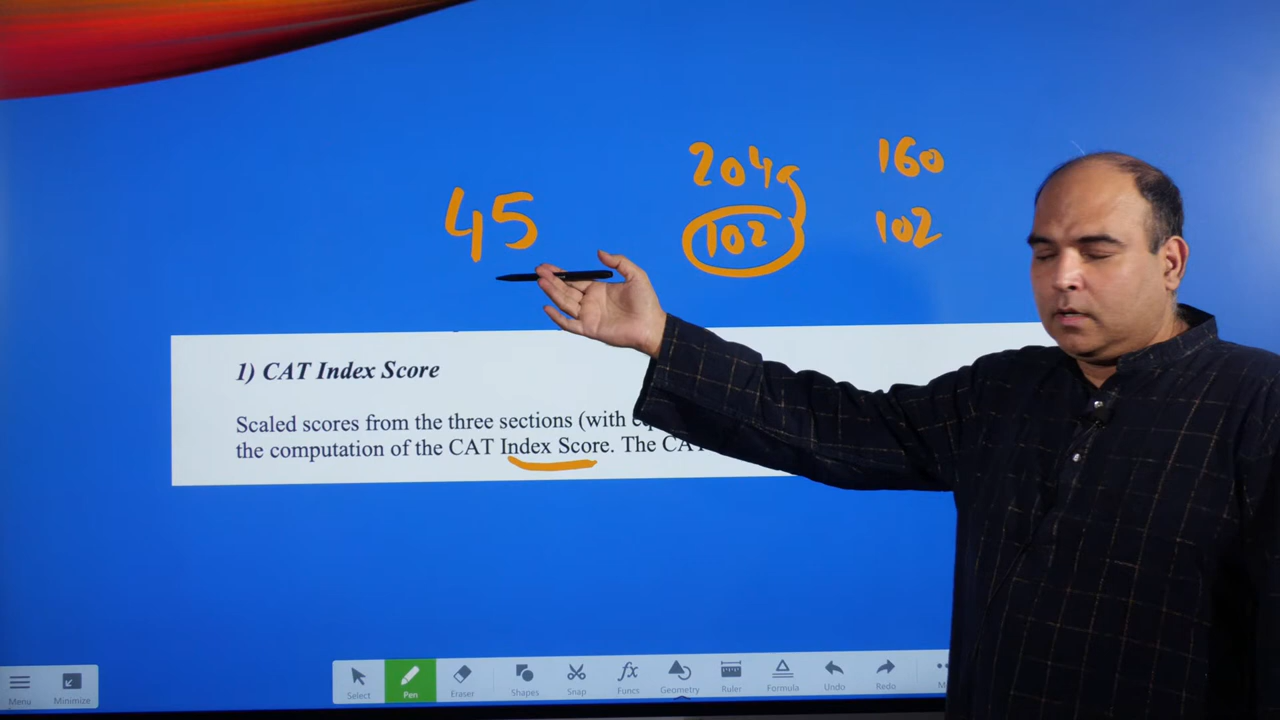 204 160
45 102 102
1) CAT Index Score
Scaled scores from the three sections (with
the computation of the CAT Index Score. The
Menu Minimize Select Pen Eraser Shapes Snap Funcs Geometry Ruler Formula Undo Redo